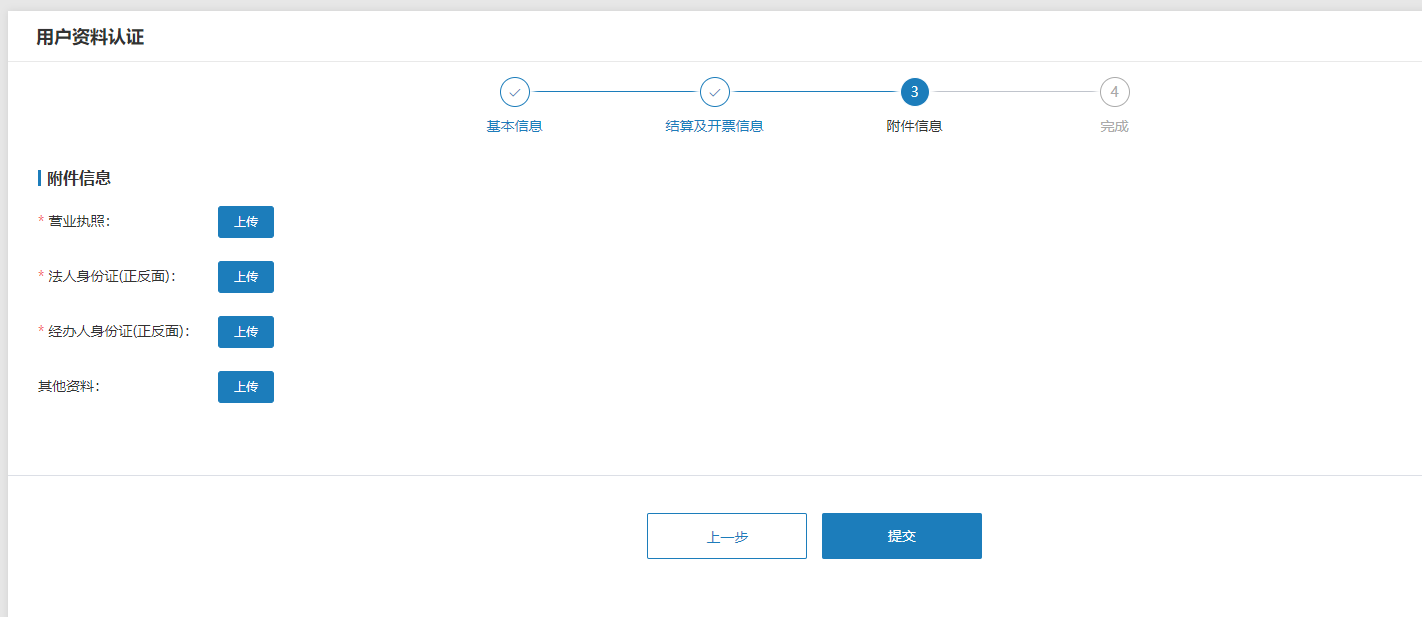 用户资料认证
3
4
基本信息
结算及开票信息
附件信息
完成
附件信息
* 营业执照： 上传
* 法人身份证(正反面)： 上传
* 经办人身份证(正反面)： 上传
其他资料： 上传
上一步
提交